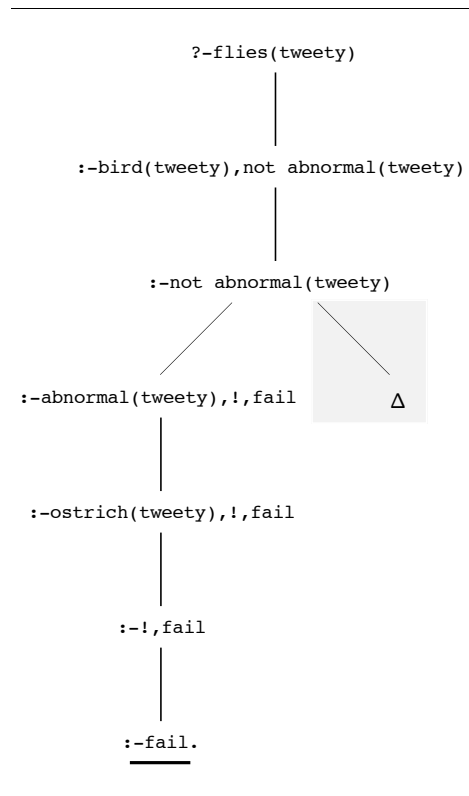 ?-flies(tweety)
:-bird(tweety),not abnormal(tweety)
:-not abnormal(tweety)
:-abnormal(tweety),!,fail
Δ
:-ostrich(tweety),!,fail
:-!,fail
:-fail.